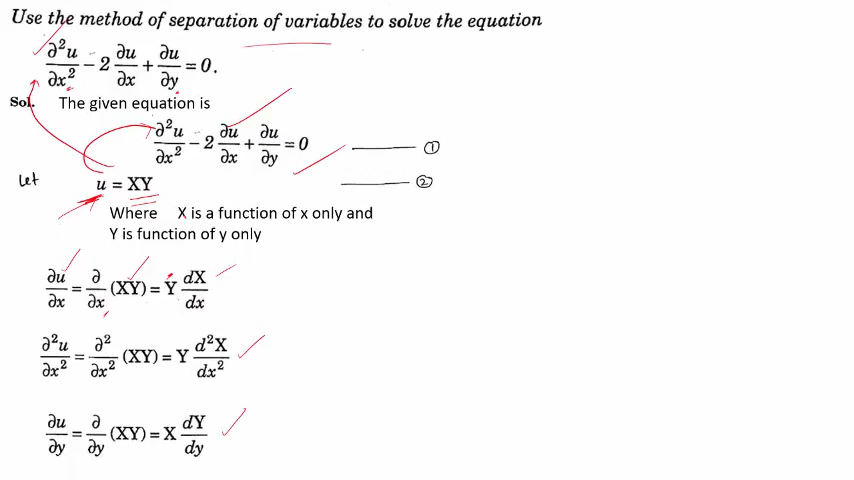 Use the method of separation of variables to solve the equation
∂²u/∂x² − 2 ∂u/∂x + ∂u/∂y = 0.
Sol. The given equation is
∂²u/∂x² − 2 ∂u/∂x + ∂u/∂y = 0 ——— ①
Let u = XY ——— ②
Where X is a function of x only and
Y is function of y only
∂u/∂x = ∂/∂x (XY) = Y dX/dx
∂²u/∂x² = ∂²/∂x² (XY) = Y d²X/dx²
∂u/∂y = ∂/∂y (XY) = X dY/dy